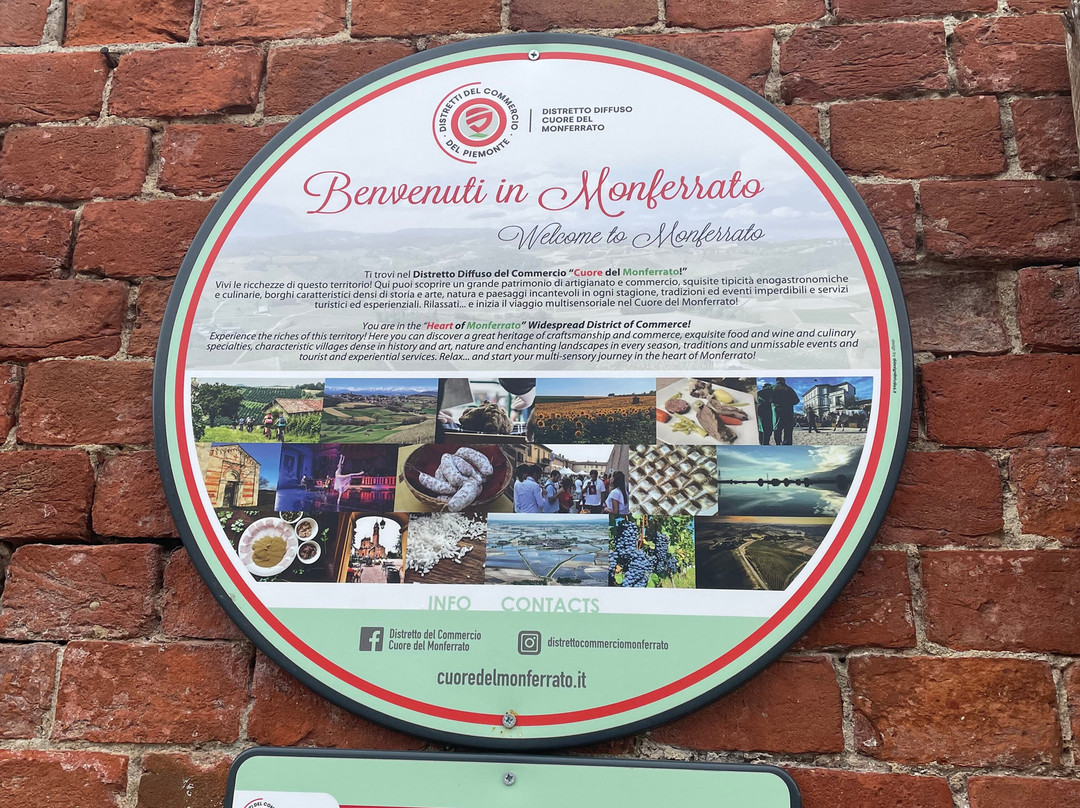 DISTRETTI DEL COMMERCIO
DEL PIEMONTE
DISTRETTO DIFFUSO
CUORE DEL
MONFERRATO
Benvenuti in Monferrato
Welcome to Monferrato
Ti trovi nel Distretto Diffuso del Commercio “Cuore del Monferrato!”
Vivi le ricchezze di questo territorio! Qui puoi scoprire un grande patrimonio di artigianato e commercio, squisite tipicità enogastronomiche
e culinarie, borghi caratteristici densi di storia e arte, natura e paesaggi incantevoli in ogni stagione, tradizioni ed eventi imperdibili e servizi
turistici ed esperienziali. Rilassati... e inizia il viaggio multisensoriale nel Cuore del Monferrato!
You are in the “Heart of Monferrato” Widespread District of Commerce!
Experience the riches of this territory! Here you can discover a great heritage of craftsmanship and commerce, exquisite food and wine and culinary
specialties, characteristic villages dense in history and art, nature and enchanting landscapes in every season, traditions and unmissable events and
tourist and experiential services. Relax... and start your multi-sensory journey in the heart of Monferrato!
INFO CONTACTS
Distretto del Commercio
Cuore del Monferrato
distrettocommerciomonferrato
cuoredelmonferrato.it